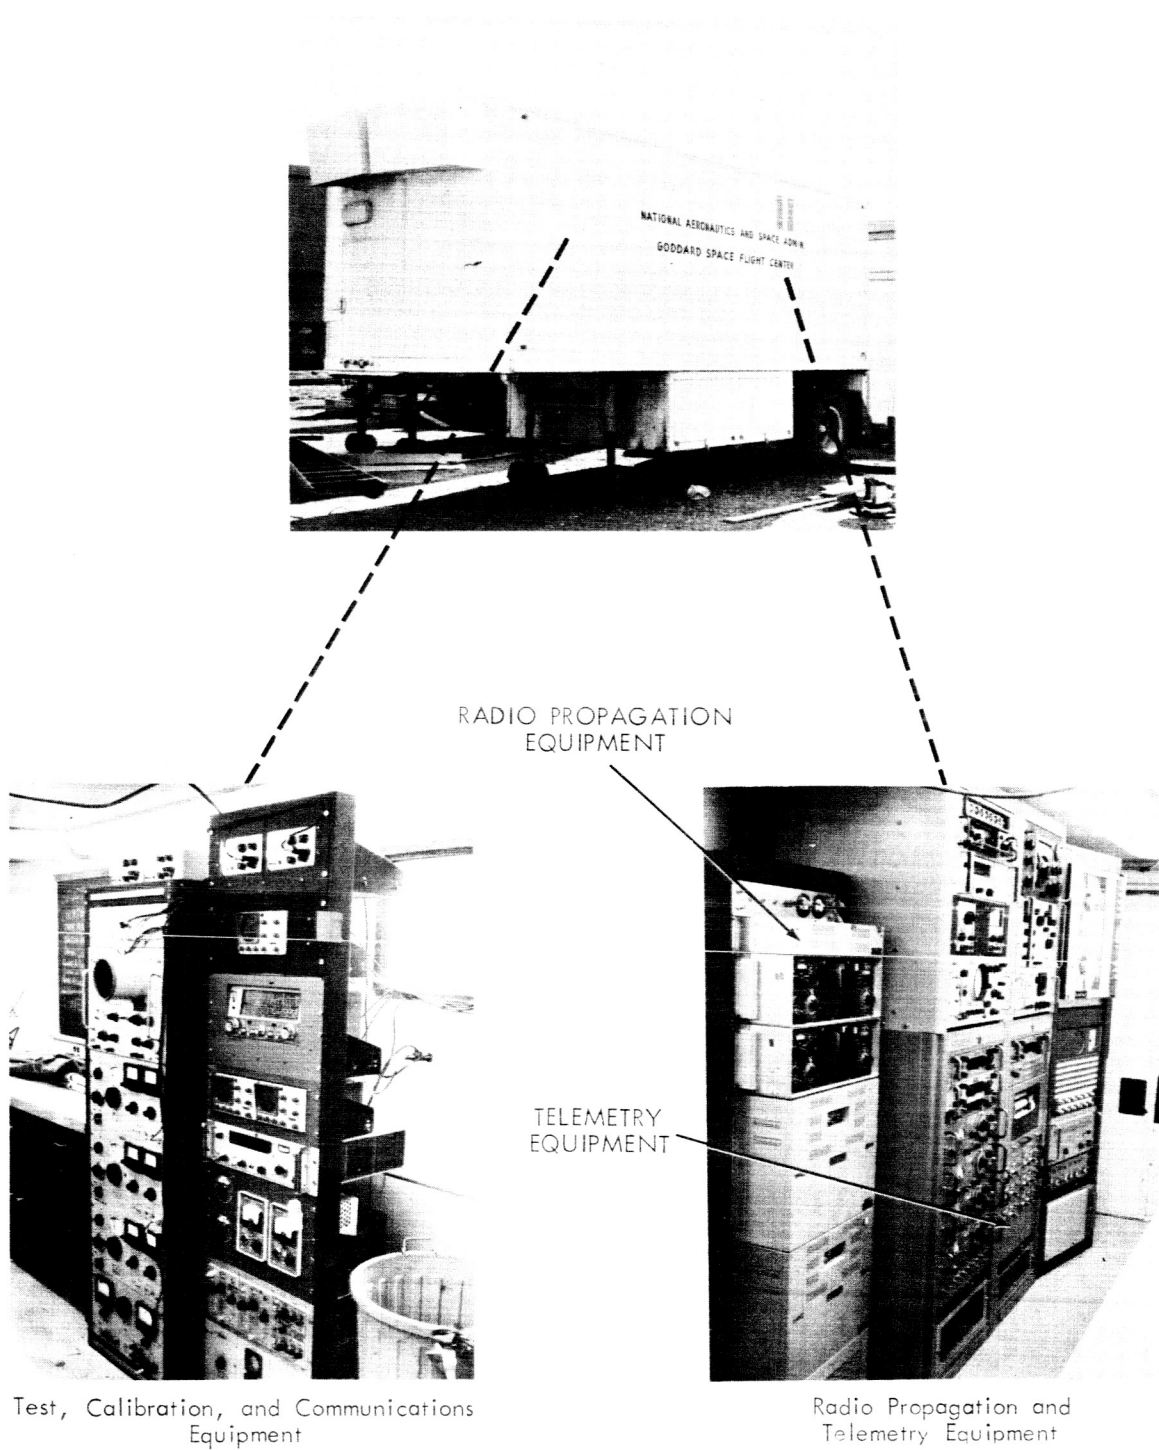 NATIONAL AERONAUTICS AND SPACE ADM-N
GODDARD SPACE FLIGHT CENTER
RADIO PROPAGATION
EQUIPMENT
TELEMETRY
EQUIPMENT
Test, Calibration, and Communications
Equipment
Radio Propagation and
Telemetry Equipment